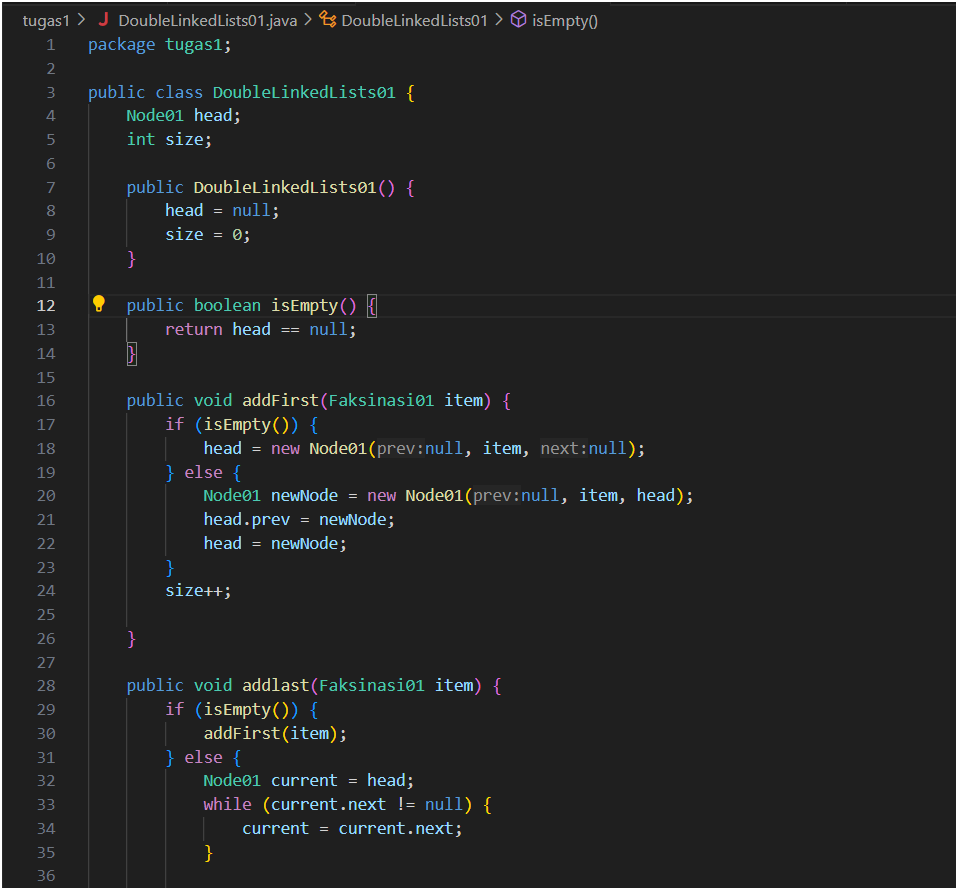 tugas1 > J DoubleLinkedLists01.java > DoubleLinkedLists01 > isEmpty()
1 package tugas1;
2
3 public class DoubleLinkedLists01 {
4     Node01 head;
5     int size;
6
7     public DoubleLinkedLists01() {
8         head = null;
9         size = 0;
10     }
11
12     public boolean isEmpty() {
13         return head == null;
14     }
15
16     public void addFirst(Faksinasi01 item) {
17         if (isEmpty()) {
18             head = new Node01(prev:null, item, next:null);
19         } else {
20             Node01 newNode = new Node01(prev:null, item, head);
21             head.prev = newNode;
22             head = newNode;
23         }
24         size++;
25
26     }
27
28     public void addlast(Faksinasi01 item) {
29         if (isEmpty()) {
30             addFirst(item);
31         } else {
32             Node01 current = head;
33             while (current.next != null) {
34                 current = current.next;
35             }
36